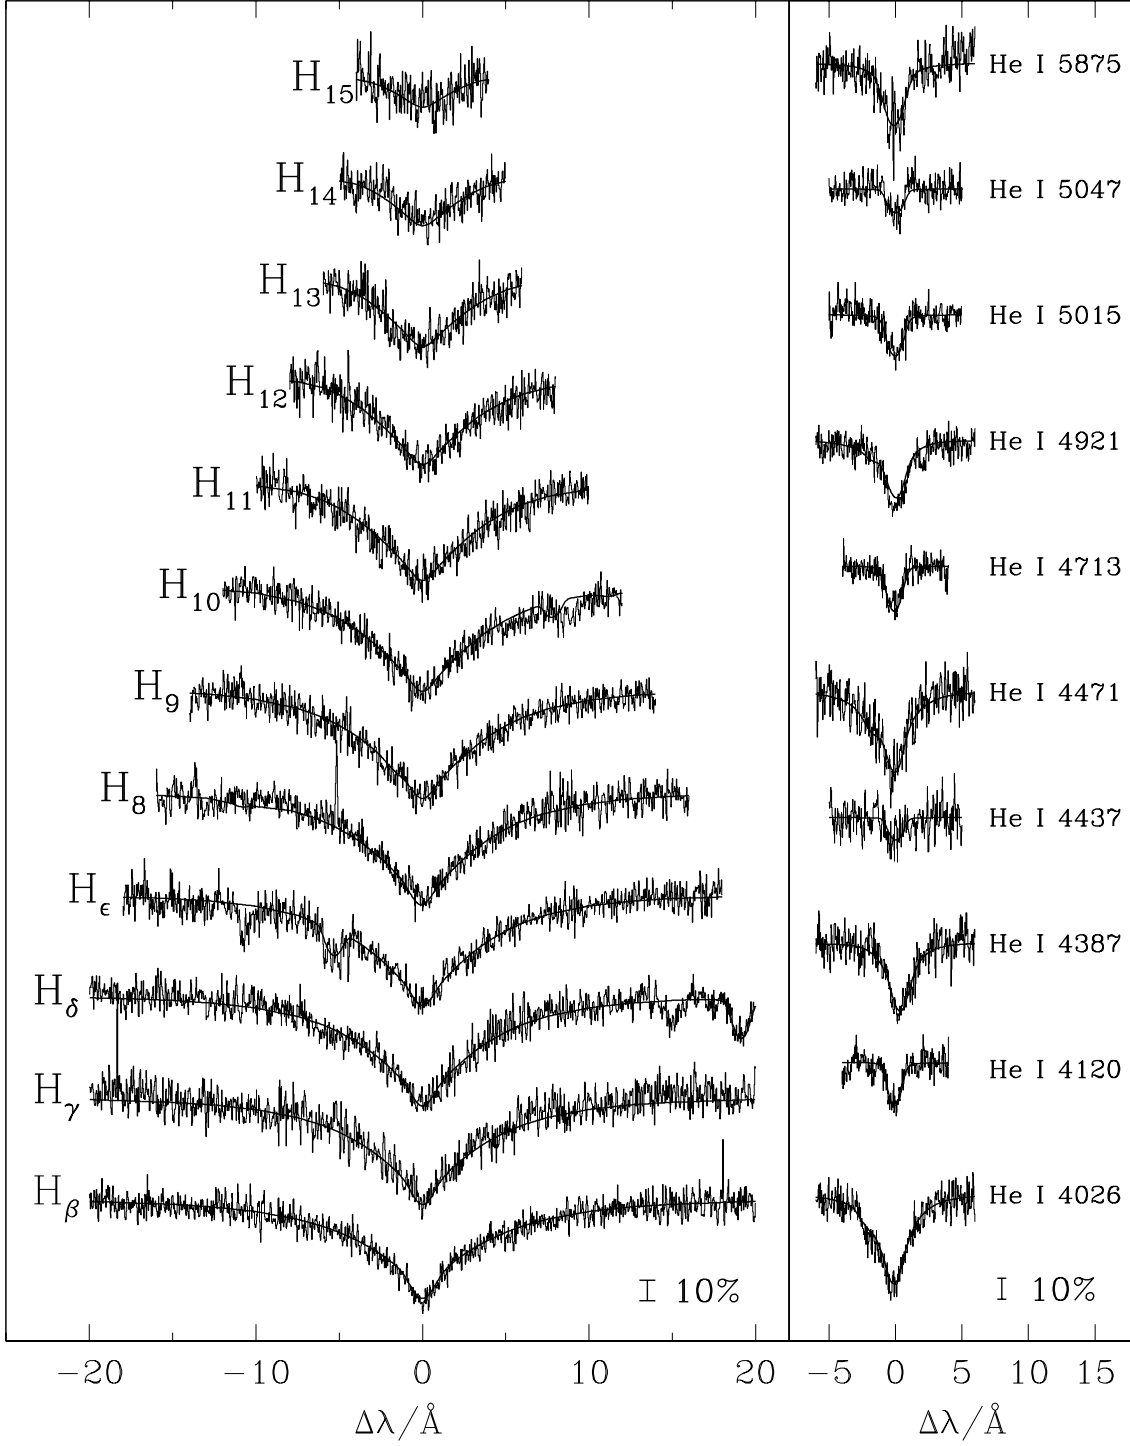 H15
H14
H13
H12
H11
H10
H9
H8
Hϵ
Hδ
Hγ
Hβ
I 10%
−20 −10 0 10 20
Δλ/Å
He I 5875
He I 5047
He I 5015
He I 4921
He I 4713
He I 4471
He I 4437
He I 4387
He I 4120
He I 4026
I 10%
−5 0 5 10 15
Δλ/Å